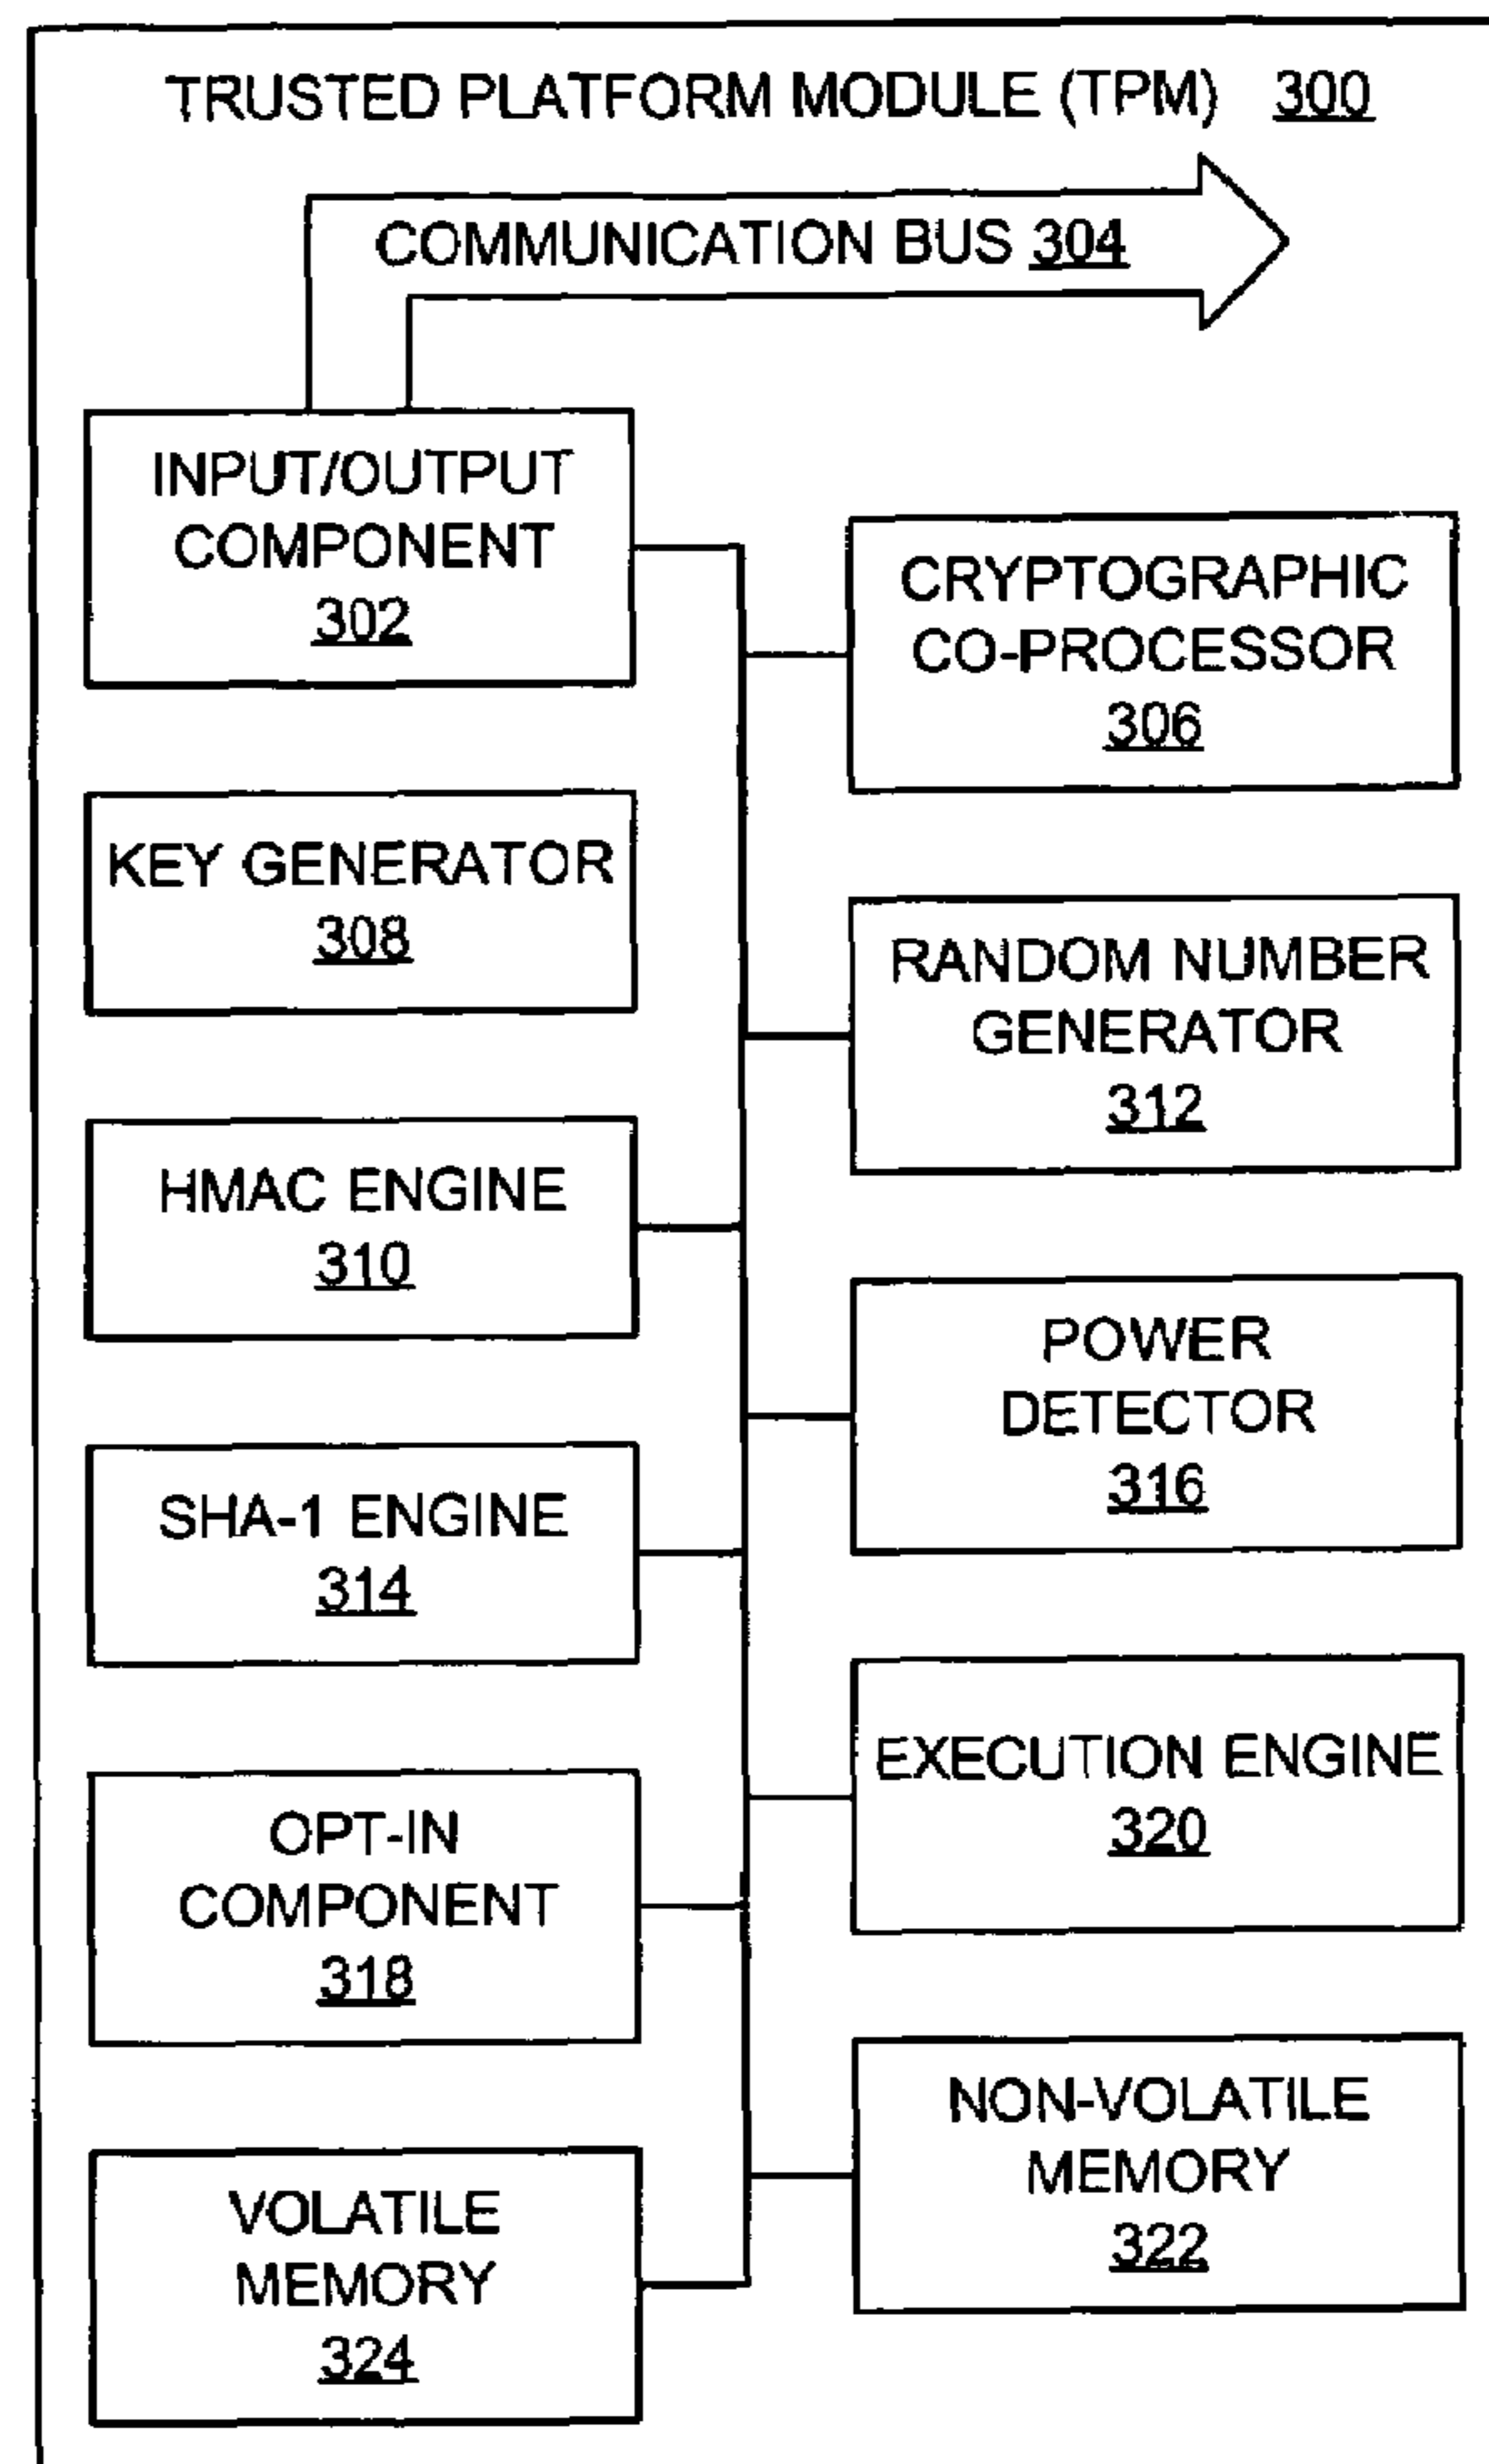 TRUSTED PLATFORM MODULE (TPM) 300
COMMUNICATION BUS 304
INPUT/OUTPUT
COMPONENT
302
CRYPTOGRAPHIC
CO-PROCESSOR
306
KEY GENERATOR
308
RANDOM NUMBER
GENERATOR
312
HMAC ENGINE
310
POWER
DETECTOR
316
SHA-1 ENGINE
314
EXECUTION ENGINE
320
OPT-IN
COMPONENT
318
NON-VOLATILE
MEMORY
322
VOLATILE
MEMORY
324